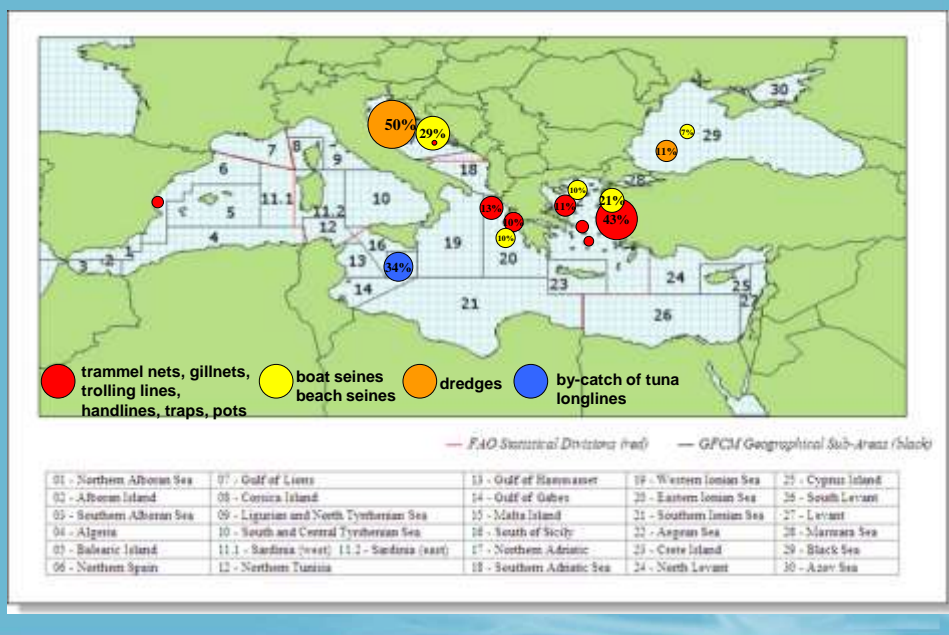 30
7
8
9
50%
29%
7%
29
11%
6
18
28
11.1
10
10%
21%
5
13%
11%
43%
11.2
10%
12
4
16
19
10%
1
2
3
13
34%
20
23
24
25
14
27
21
26
trammel nets, gillnets,
trolling lines,
handlines, traps, pots
boat seines
beach seines
dredges
by-catch of tuna
longlines
FAO Statistical Divisions (red)
GFCM Geographical Sub-Areas (black)
01 - Northern Alboran Sea
02 - Alboran Island
03 - Southern Alboran Sea
04 - Algeria
05 - Balearic Island
06 - Northern Spain
07 - Gulf of Lions
08 - Corsica Island
09 - Ligurian and North Tyrrhenian Sea
10 - South and Central Tyrrhenian Sea
11.1 - Sardinia (west) 11.2 - Sardinia (east)
12 - Northern Tunisia
13 - Gulf of Hammamet
14 - Gulf of Gabes
15 - Malta Island
16 - South of Sicily
17 - Northern Adriatic
18 - Southern Adriatic Sea
19 - Western Ionian Sea
20 - Eastern Ionian Sea
21 - Southern Ionian Sea
22 - Aegean Sea
23 - Crete Island
24 - North Levant
25 - Cyprus Island
26 - South Levant
27 - Levant
28 - Marmara Sea
29 - Black Sea
30 - Azov Sea